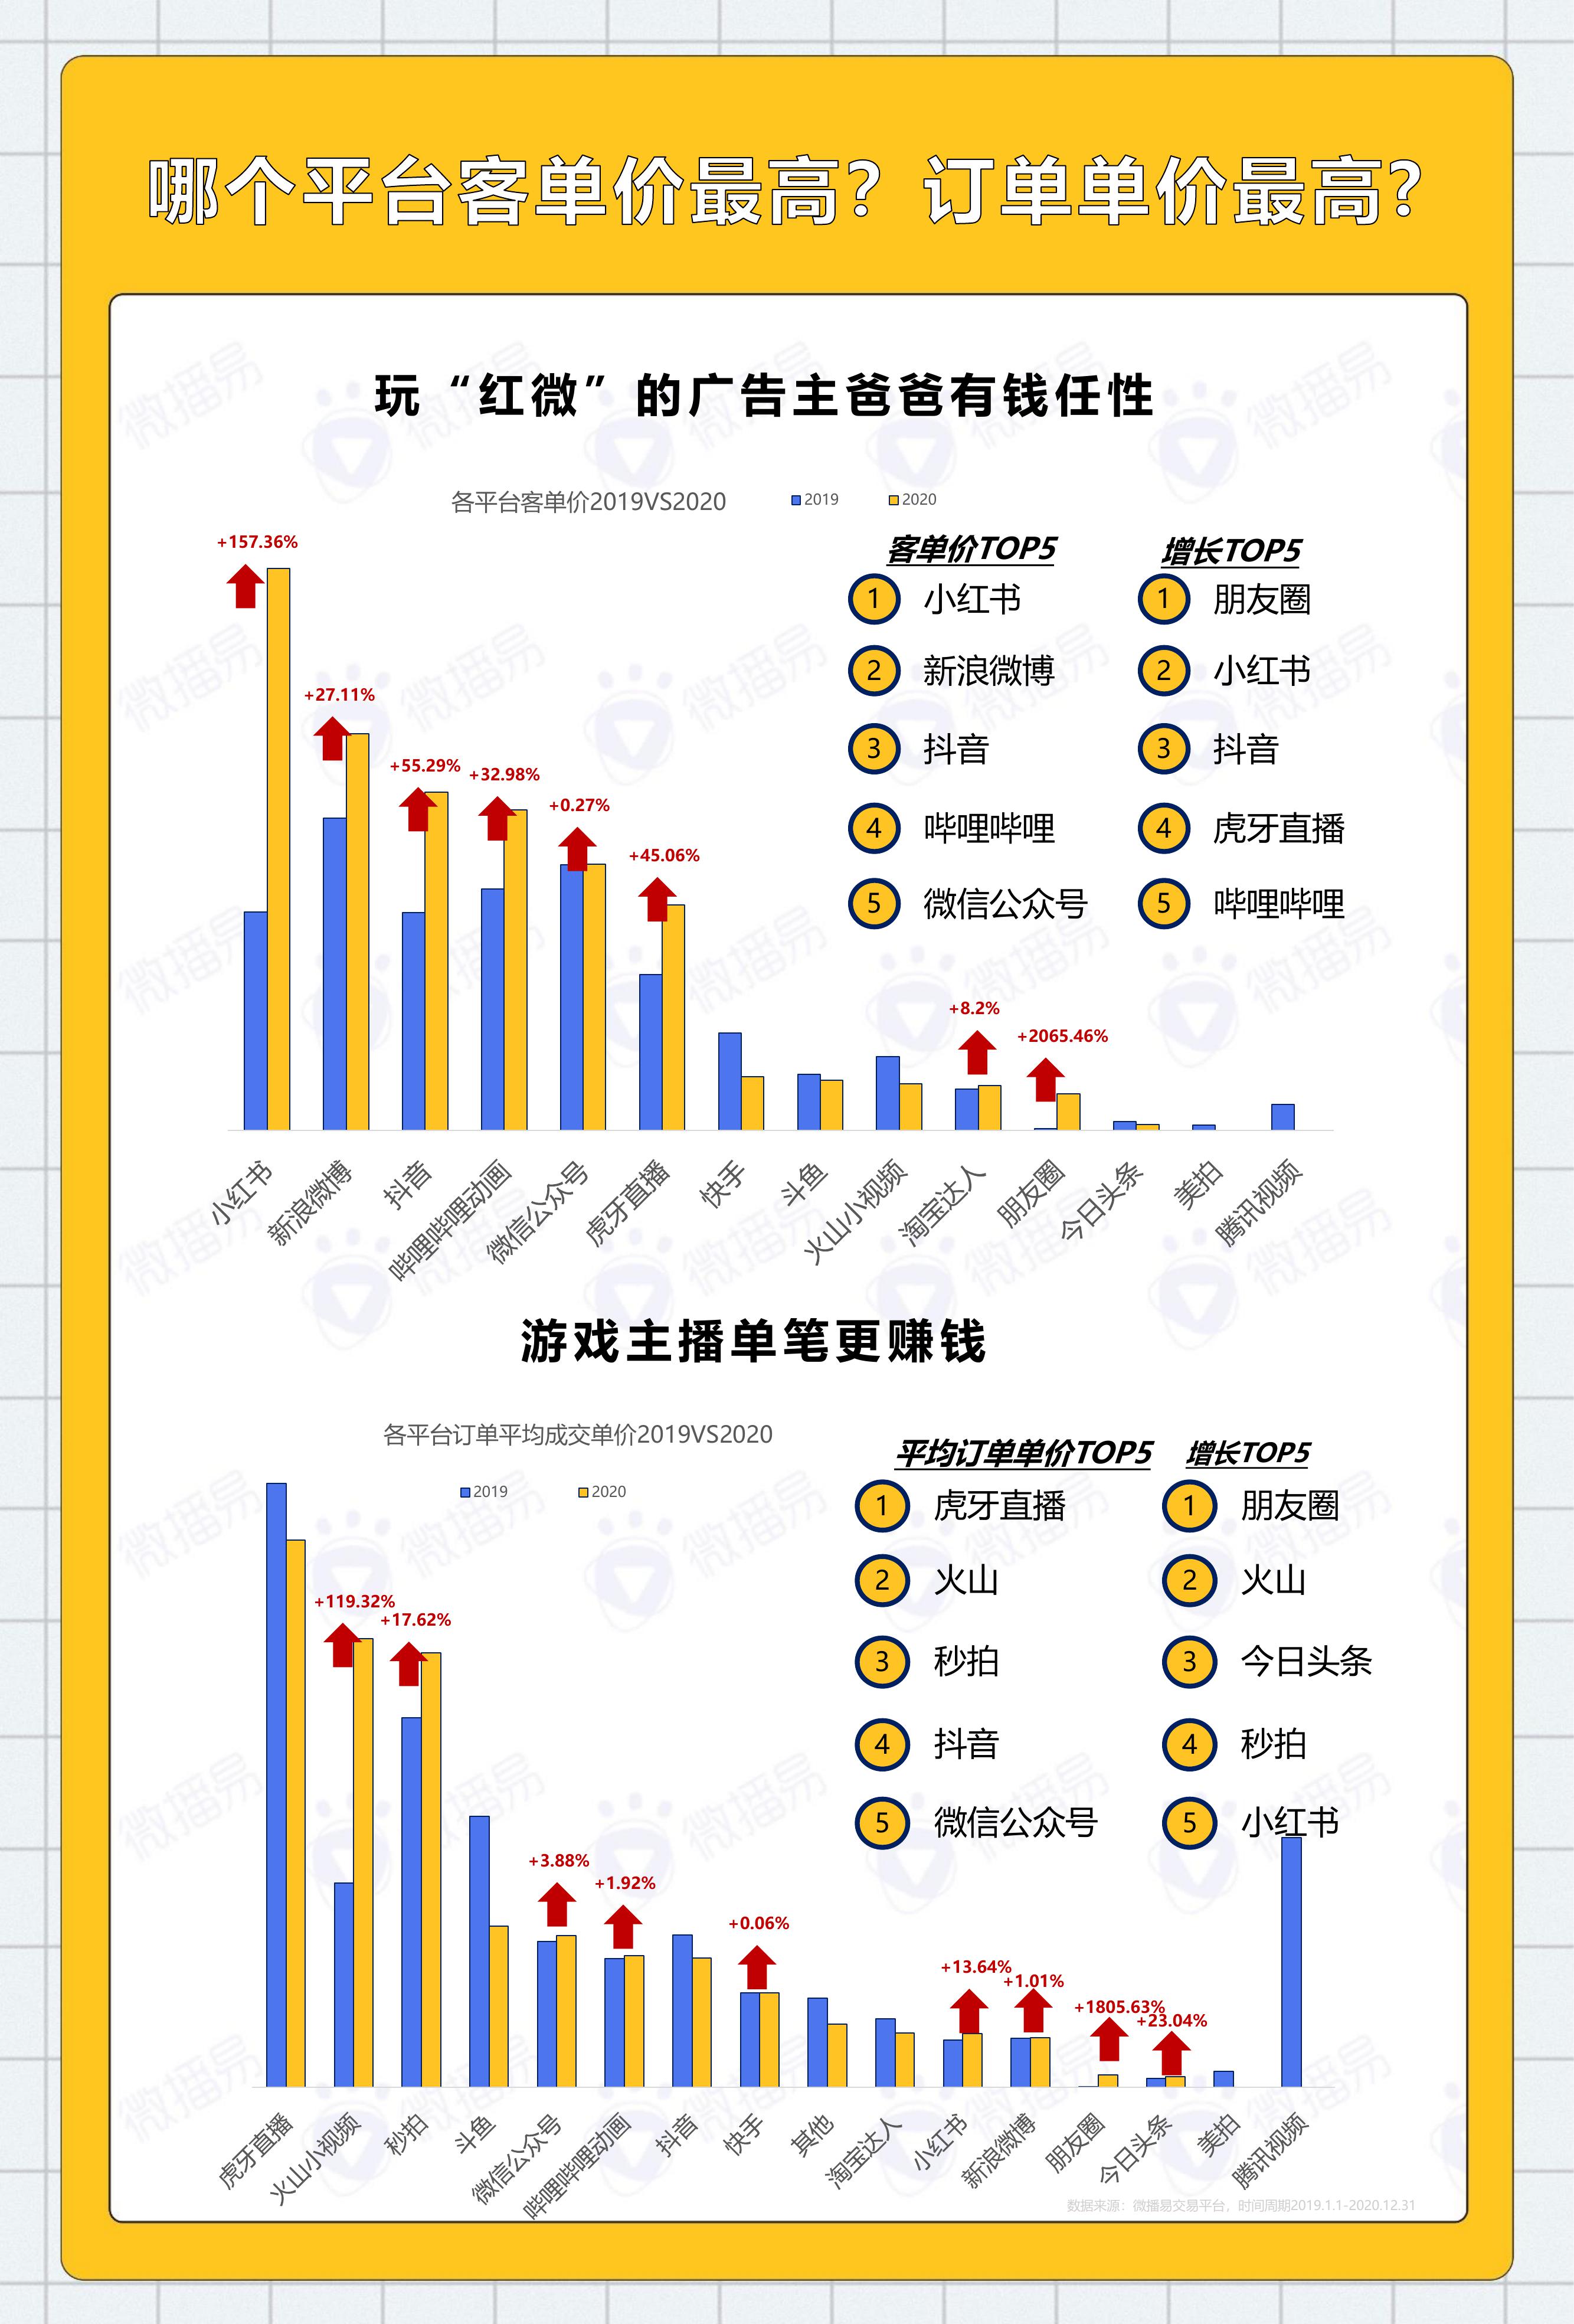 哪个平台客单价最高？订单单价最高?
玩“红微”的广告主爸爸有钱任性
各平台客单价2019VS2020
2019
2020
客单价TOP5
增长TOP5
1 小红书
1 朋友圈
2 新浪微博
2 小红书
3 抖音
3 抖音
4 哔哩哔哩
4 虎牙直播
5 微信公众号
5 哔哩哔哩
+157.36%
+27.11%
+55.29%
+32.98%
+0.27%
+45.06%
+8.2%
+2065.46%
小红书
新浪微博
抖音
哔哩哔哩动画
微信公众号
虎牙直播
快手
斗鱼
火山小视频
淘宝达人
朋友圈
今日头条
美拍
腾讯视频
游戏主播单笔更赚钱
各平台订单平均成交单价2019VS2020
2019
2020
平均订单单价TOP5
增长TOP5
1 虎牙直播
1 朋友圈
2 火山
2 火山
3 秒拍
3 今日头条
4 抖音
4 秒拍
5 微信公众号
5 小红书
+119.32%
+17.62%
+3.88%
+1.92%
+0.06%
+13.64%
+1.01%
+1805.63%
+23.04%
虎牙直播
火山小视频
秒拍
斗鱼
微信公众号
哔哩哔哩动画
抖音
快手
其他
淘宝达人
小红书
新浪微博
朋友圈
今日头条
美拍
腾讯视频
数据来源：微播易交易平台，时间周期2019.1.1-2020.12.31
微播易